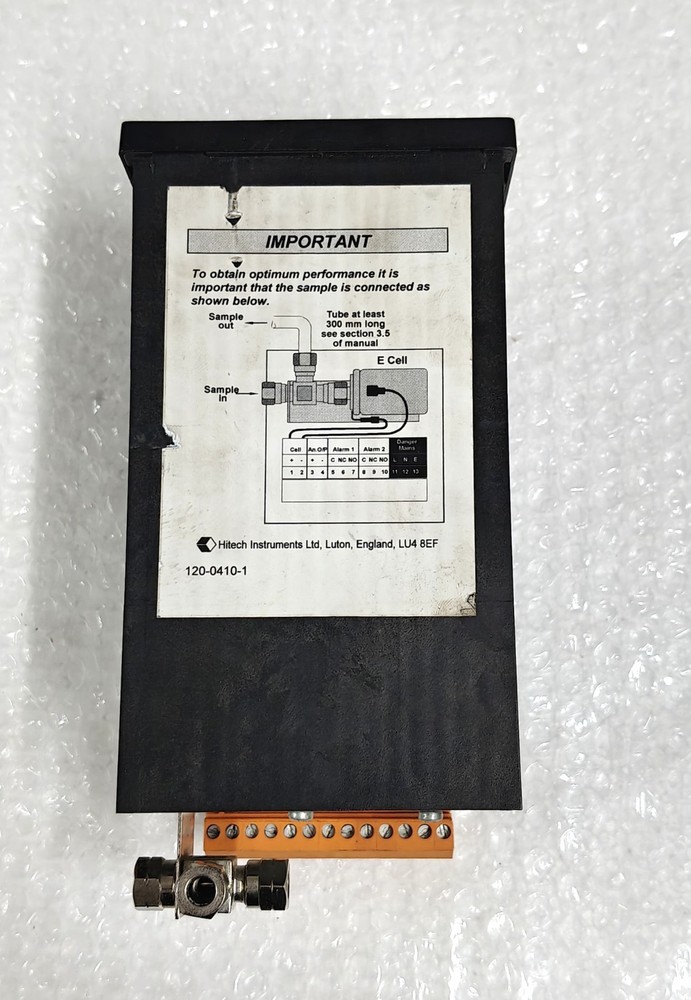 IMPORTANT
To obtain optimum performance it is
important that the sample is connected as
shown below.
Sample
out
Tube at least
300 mm long
see section 3.5
of manual
E Cell
Sample
In
Cell An.O/P Alarm 1 Alarm 2 Danger
Mains
+ - + - C NC NO C NC NO L N E
1 2 3 4 5 6 7 8 9 10 11 12 13
Hitech Instruments Ltd, Luton, England, LU4 8EF
120-0410-1